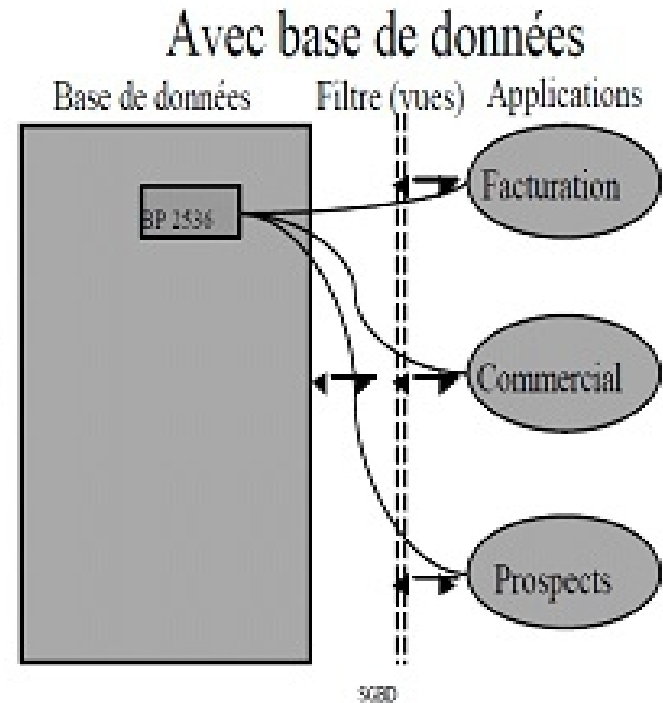 Avec base de données
Base de données Filtre (vues) Applications
Facturation
BP 2536
Commercial
Prospects
SGBD